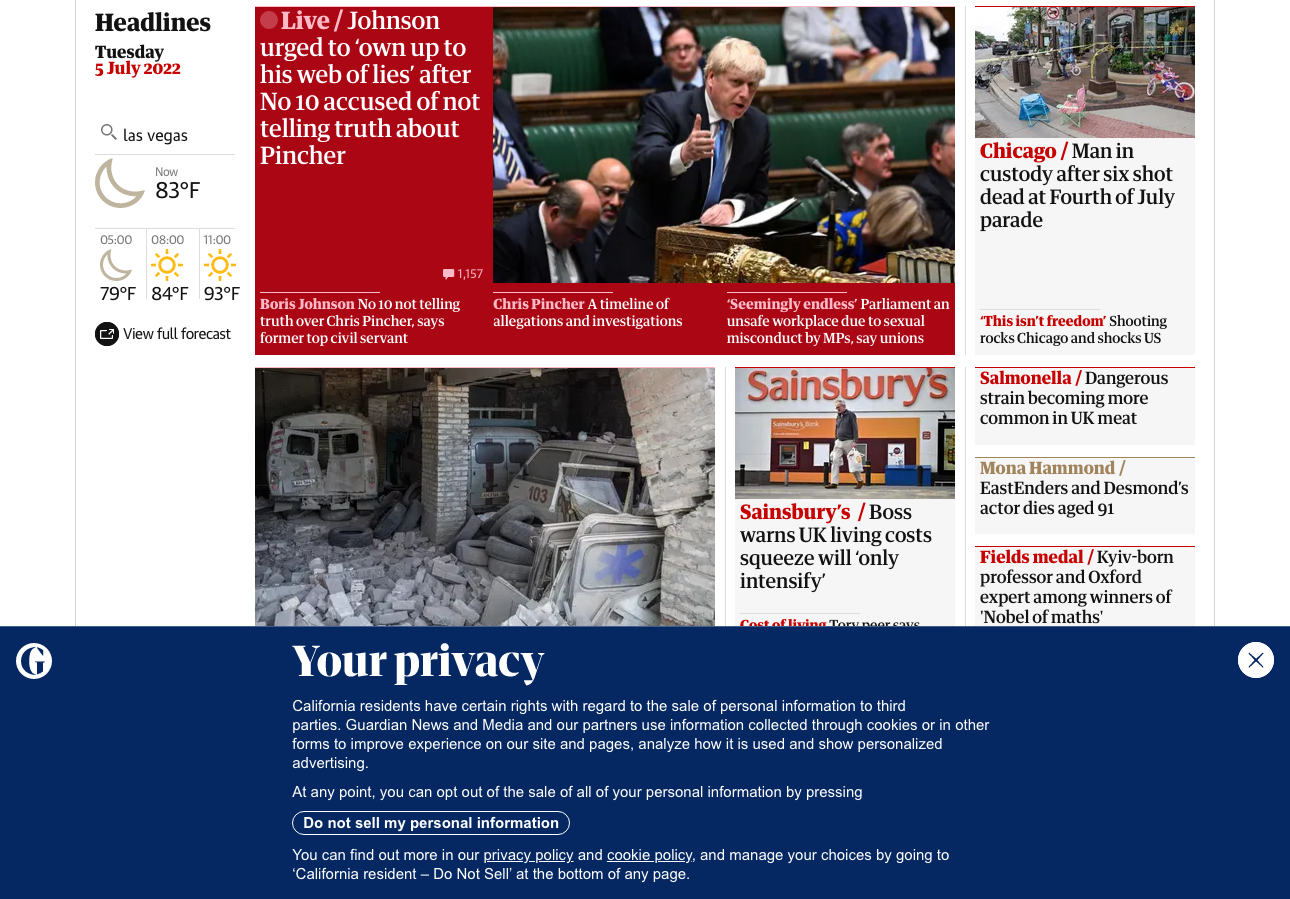 Headlines
Tuesday
5 July 2022
las vegas
Now
83°F
05:00
08:00
11:00
79°F
84°F
93°F
View full forecast
Live / Johnson
urged to ‘own up to
his web of lies’ after
No 10 accused of not
telling truth about
Pincher
1,157
Boris Johnson No 10 not telling
truth over Chris Pincher, says
former top civil servant
Chris Pincher A timeline of
allegations and investigations
‘Seemingly endless’ Parliament an
unsafe workplace due to sexual
misconduct by MPs, say unions
Chicago / Man in
custody after six shot
dead at Fourth of July
parade
‘This isn’t freedom’ Shooting
rocks Chicago and shocks US
103
Sainsbury's
Sainsbury's Bank
Sainsbury’s / Boss
warns UK living costs
squeeze will ‘only
intensify’
Cost of living Tory peer says
Salmonella / Dangerous
strain becoming more
common in UK meat
Mona Hammond /
EastEnders and Desmond’s
actor dies aged 91
Fields medal / Kyiv-born
professor and Oxford
expert among winners of
'Nobel of maths'
Your privacy
California residents have certain rights with regard to the sale of personal information to third
parties. Guardian News and Media and our partners use information collected through cookies or in other
forms to improve experience on our site and pages, analyze how it is used and show personalized
advertising.
At any point, you can opt out of the sale of all of your personal information by pressing
Do not sell my personal information
You can find out more in our privacy policy and cookie policy, and manage your choices by going to
‘California resident – Do Not Sell’ at the bottom of any page.